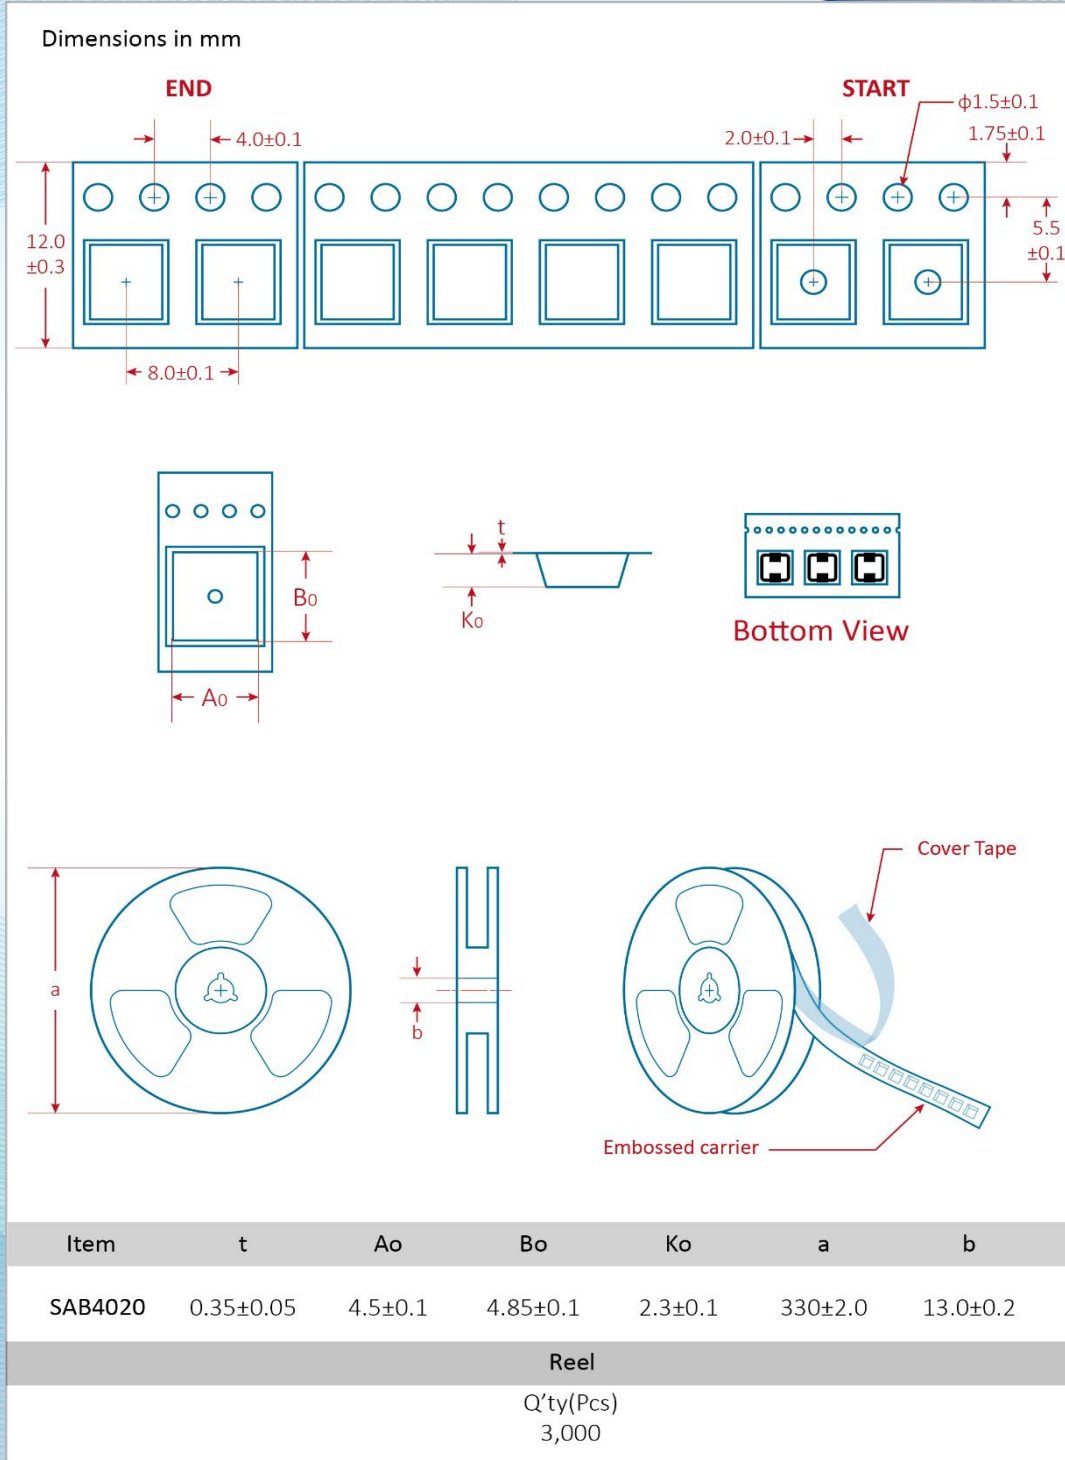 Dimensions in mm
END
START
4.0±0.1
2.0±0.1
ϕ1.5±0.1
1.75±0.1
12.0
±0.3
5.5
±0.1
8.0±0.1
t
B0
K0
A0
Bottom View
Cover Tape
a
b
Embossed carrier
Item t Ao Bo Ko a b
SAB4020 0.35±0.05 4.5±0.1 4.85±0.1 2.3±0.1 330±2.0 13.0±0.2
Reel
Q’ty(Pcs)
3,000